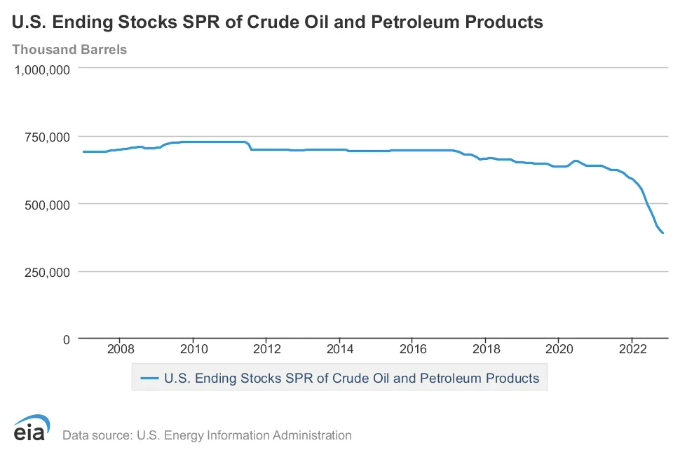 U.S. Ending Stocks SPR of Crude Oil and Petroleum Products
Thousand Barrels
1,000,000
750,000
500,000
250,000
0
2008 2010 2012 2014 2016 2018 2020 2022
U.S. Ending Stocks SPR of Crude Oil and Petroleum Products
eia Data source: U.S. Energy Information Administration